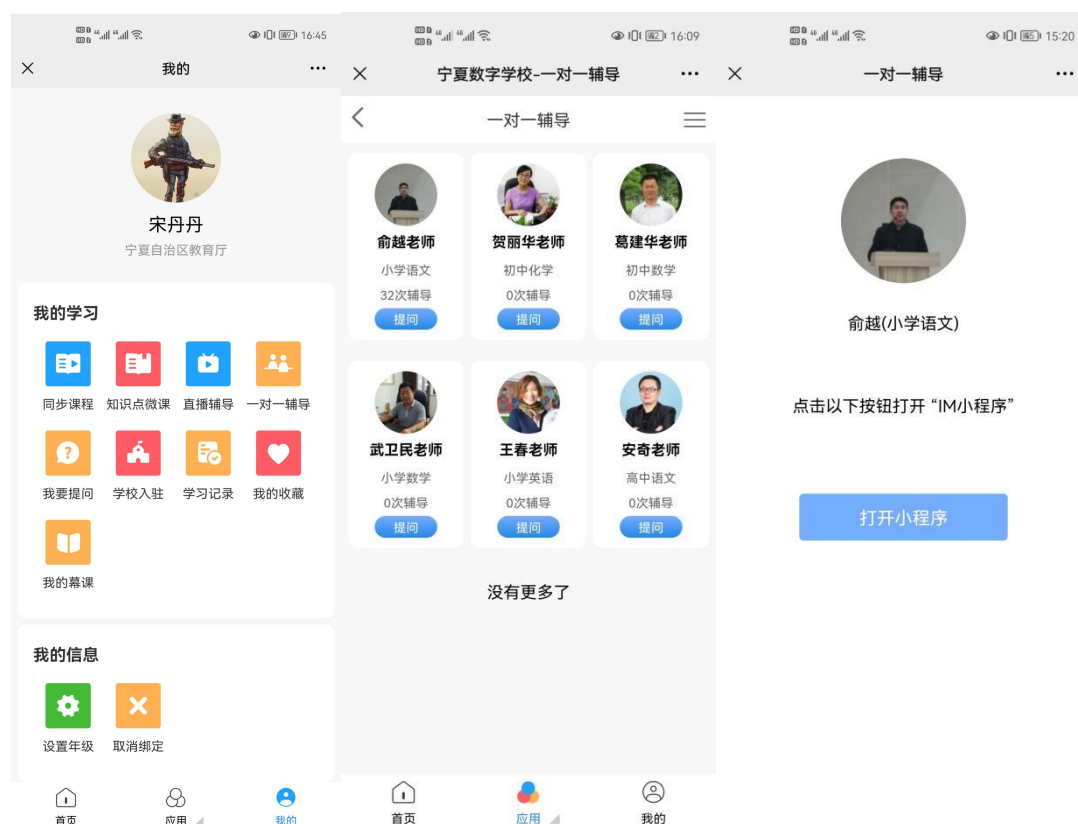 16:45
我的
宋丹丹
宁夏自治区教育厅
我的学习
同步课程 知识点微课 直播辅导 一对一辅导
我要提问 学校入驻 学习记录 我的收藏
我的慕课
我的信息
设置年级 取消绑定
首页 应用 我的
16:09
宁夏数字学校-一对一辅导
一对一辅导
俞越老师 贺丽华老师 葛建华老师
小学语文 初中化学 初中数学
32次辅导 0次辅导 0次辅导
提问 提问 提问
武卫民老师 王春老师 安奇老师
小学数学 小学英语 高中语文
0次辅导 0次辅导 0次辅导
提问 提问 提问
没有更多了
首页 应用 我的
15:20
一对一辅导
俞越(小学语文)
点击以下按钮打开 “IM小程序”
打开小程序